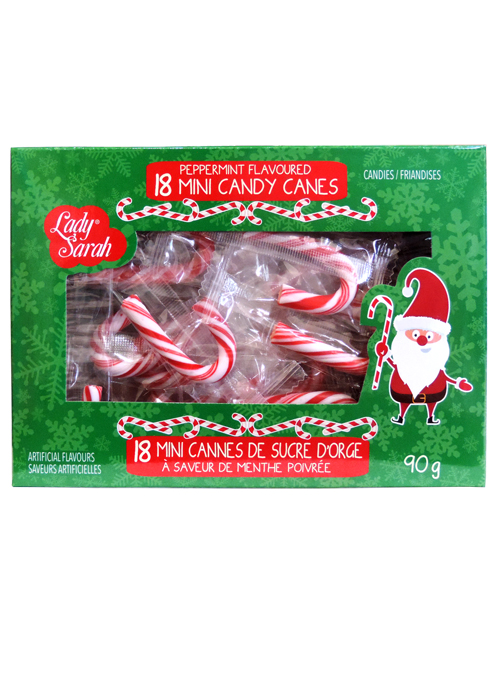 PEPPERMINT FLAVOURED
18 MINI CANDY CANES
CANDIES / FRIANDISES
Lady
Sarah
18 MINI CANNES DE SUCRE D'ORGE
À SAVEUR DE MENTHE POIVRÉE
ARTIFICIAL FLAVOURS
SAVEURS ARTIFICIELLES
90 g